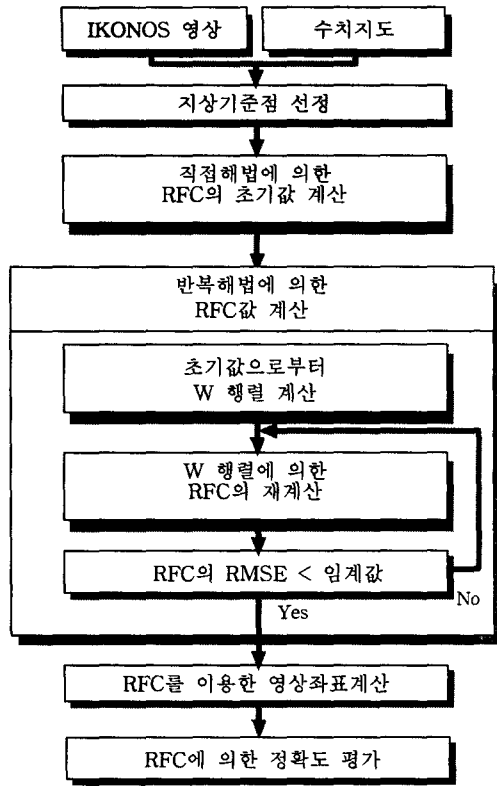 IKONOS 영상
수치지도
지상기준점 선정
직접해법에 의한
RFC의 초기값 계산
반복해법에 의한
RFC값 계산
초기값으로부터
W 행렬 계산
W 행렬에 의한
RFC의 재계산
RFC의 RMSE < 임계값
No
Yes
RFC를 이용한 영상좌표계산
RFC에 의한 정확도 평가